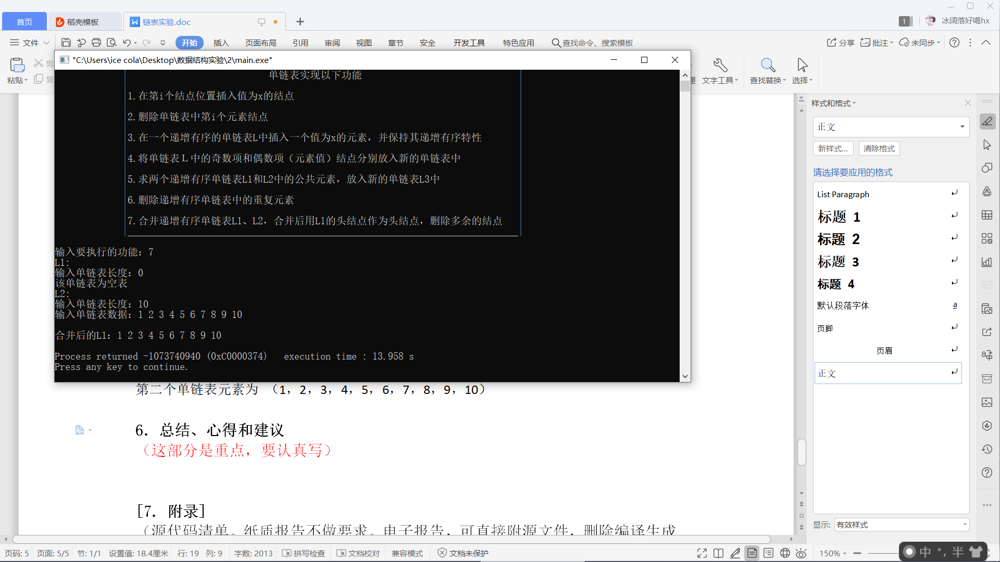 首页
稻壳模板
链表实验.doc
1
冰阔落好喝hx
文件
开始
插入
页面布局
引用
审阅
视图
章节
安全
开发工具
特色应用
查找命令、搜索模板
分享
批注
未同步
粘贴
文字工具
查找替换
选择
"C:\Users\ice cola\Desktop\数据结构实验\2\main.exe"
单链表实现以下功能
1.在第i个结点位置插入值为x的结点
2.删除单链表中第i个元素结点
3.在一个递增有序的单链表L中插入一个值为x的元素，并保持其递增有序特性
4.将单链表L中的奇数项和偶数项（元素值）结点分别放入新的单链表中
5.求两个递增有序单链表L1和L2中的公共元素，放入新的单链表L3中
6.删除递增有序单链表中的重复元素
7.合并递增有序单链表L1、L2，合并后用L1的头结点作为头结点，删除多余的结点
输入要执行的功能：7
L1:
输入单链表长度：0
该单链表为空表
L2:
输入单链表长度：10
输入单链表数据：1 2 3 4 5 6 7 8 9 10
合并后的L1：1 2 3 4 5 6 7 8 9 10
Process returned -1073740940 (0xC0000374)   execution time : 13.958 s
Press any key to continue.
第二个单链表元素为 （1，2，3，4，5，6，7，8，9，10）
6. 总结、心得和建议
（这部分是重点，要认真写）
[7. 附录]
（源代码清单。纸质报告不做要求。电子报告，可直接附源文件，删除编译生成
样式和格式
正文
新样式...
清除格式
请选择要应用的格式
List Paragraph
标题 1
标题 2
标题 3
标题 4
默认段落字体 a
页脚
页眉
正文
显示: 有效样式
页码: 5
页面: 5/5
节: 1/1
设置值: 18.4厘米
行: 19
列: 9
字数: 2013
拼写检查
文档校对
兼容模式
文档未保护
150%
中 °, 半